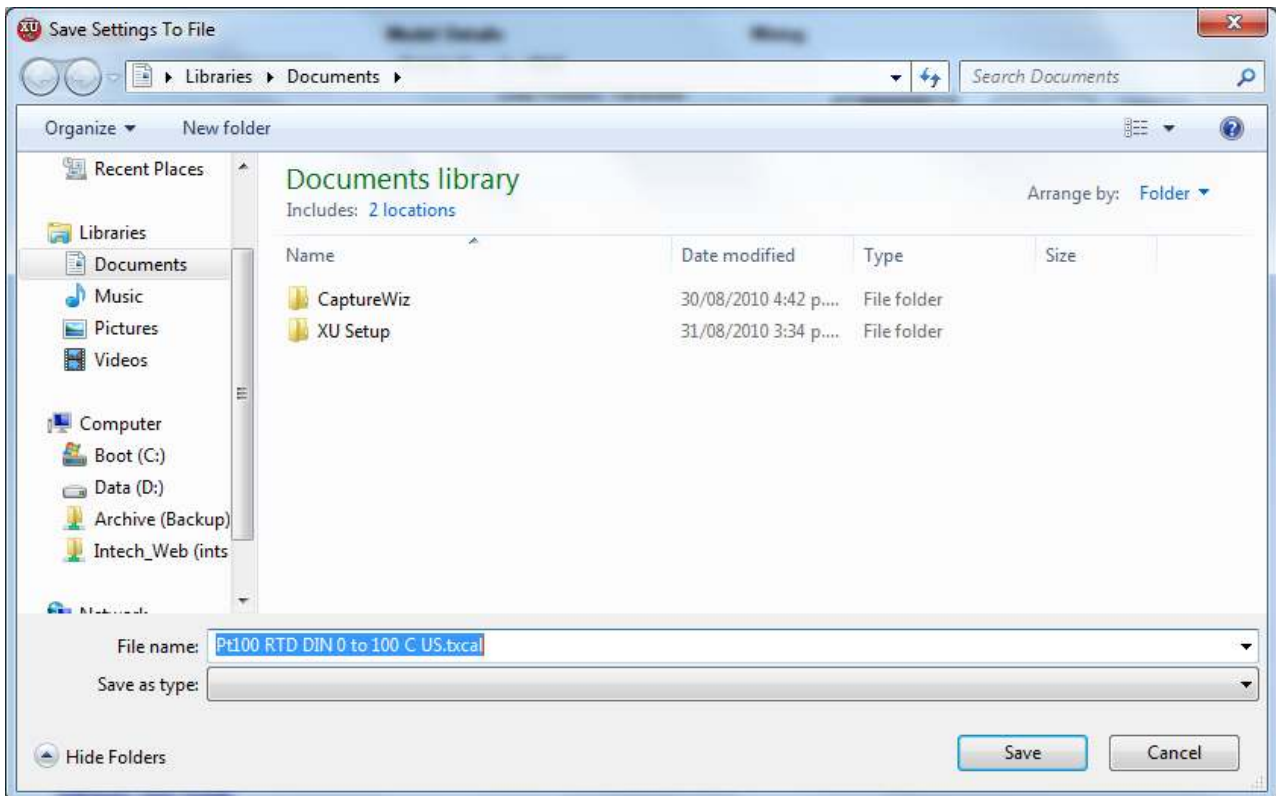 XU Save Settings To File
Libraries Documents
Search Documents
Organize New folder
Recent Places
Libraries
Documents
Music
Pictures
Videos
Computer
Boot (C:)
Data (D:)
Archive (Backup)
Intech_Web (ints
Documents library
Includes: 2 locations
Arrange by: Folder
Name Date modified Type Size
CaptureWiz 30/08/2010 4:42 p.... File folder
XU Setup 31/08/2010 3:34 p.... File folder
File name: Pt100 RTD DIN 0 to 100 C US.txcal
Save as type:
Hide Folders
Save Cancel